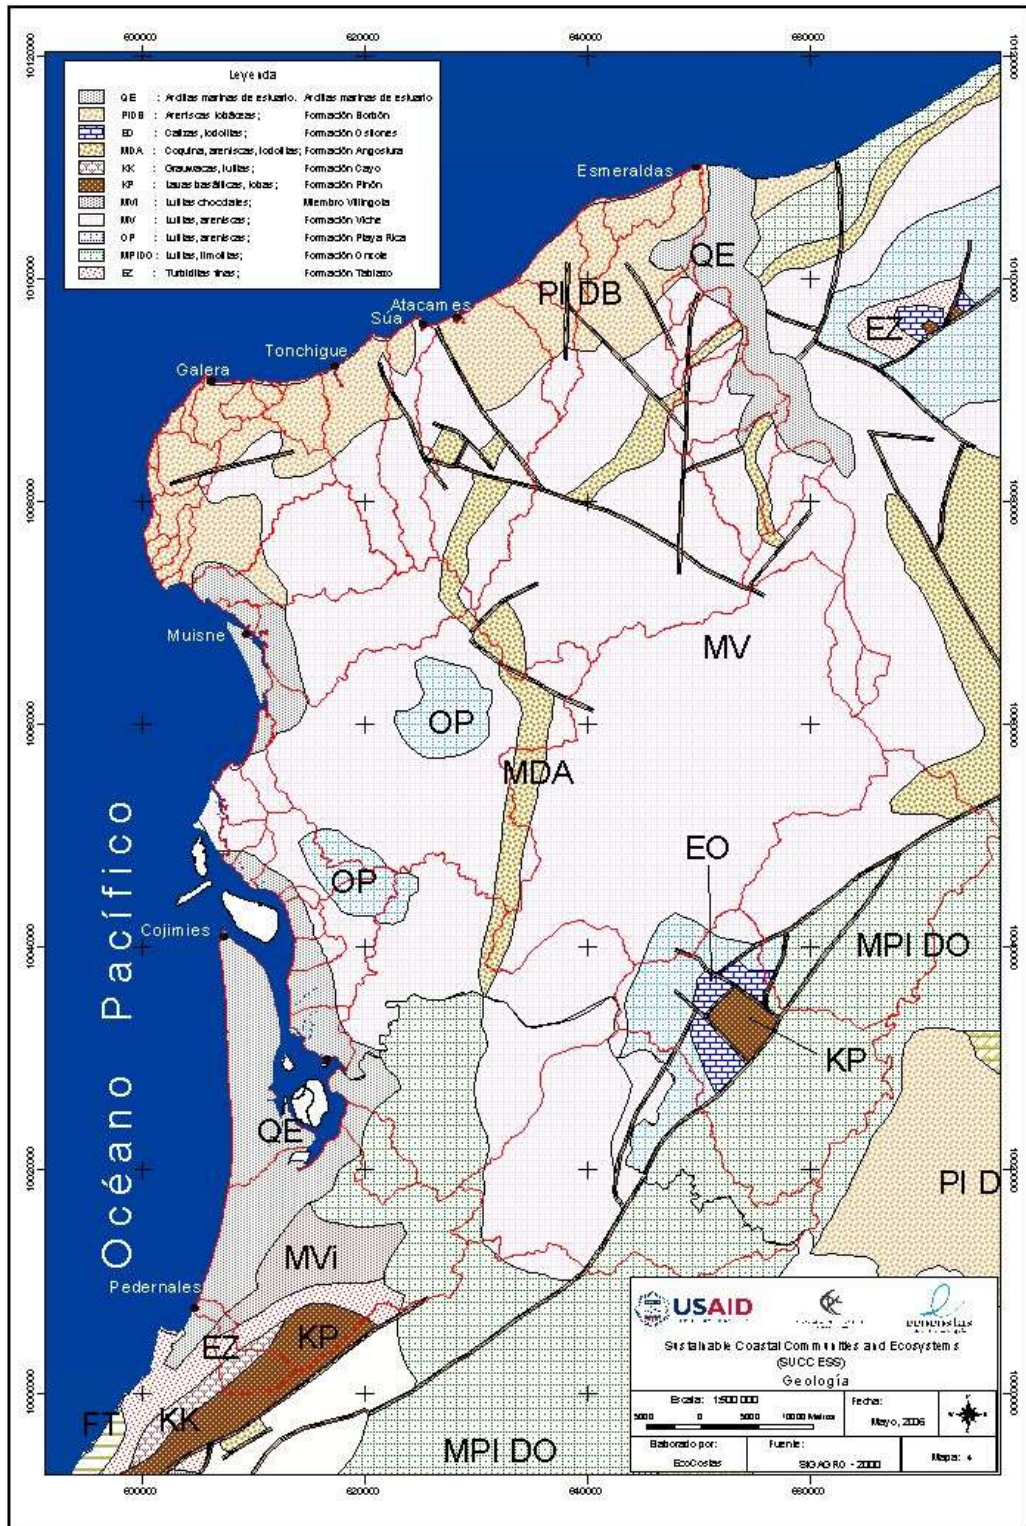 600000 620000 640000 660000
Leyenda
QE : Arcillas marinas de estuario. Arcillas marinas de estuario
PIDB : Areniscas tobáceas; Formación Borbón
EO : Calizas, lodolitas; Formación Ostiones
MDA : Coquina, areniscas, lodolitas; Formación Angostura
KK : Grauwacas, lutitas; Formación Cayo
KP : Lavas basálticas, tobas; Formación Piñón
MVi : Lutitas chocolates; Miembro Villingota
MV : Lutitas, areniscas; Formación Viche
OP : Lutitas, areniscas; Formación Playa Rica
MPIDO : Lutitas, limolitas; Formación Onzole
EZ : Turbiditas finas; Formación Tablazo
10120000
Esmeraldas
QE
10100000
PI DB
Atacames
Súa
EZ
Tonchigue
Galera
10080000
Muisne
MV
OP
10060000
MDA
EO
OP
Cojimies
10040000
MPI DO
KP
QE
10020000
PI D
MVi
Pedernales
Océano Pacífico
KP
EZ
10000000
KK
FT
MPI DO
USAID
ecocostas
Sustainable Coastal Communities and Ecosystems
(SUCCESS)
Geología
Escala: 1:500 000
5000 0 5000 10000 Metros
Fecha:
Mayo, 2006
Elaborado por:
EcoCostas
Fuente:
SIGAGRO - 2000
Mapa: 4
600000 620000 640000 660000